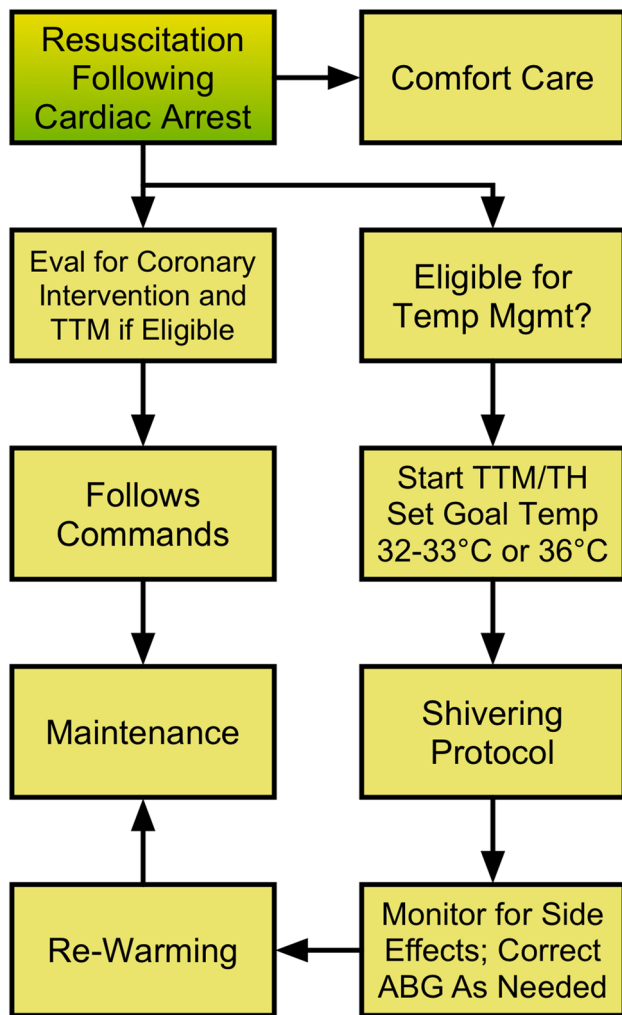 Resuscitation
Following
Cardiac Arrest
Comfort Care
Eval for Coronary
Intervention and
TTM if Eligible
Eligible for
Temp Mgmt?
Follows
Commands
Start TTM/TH
Set Goal Temp
32-33°C or 36°C
Maintenance
Shivering
Protocol
Re-Warming
Monitor for Side
Effects; Correct
ABG As Needed